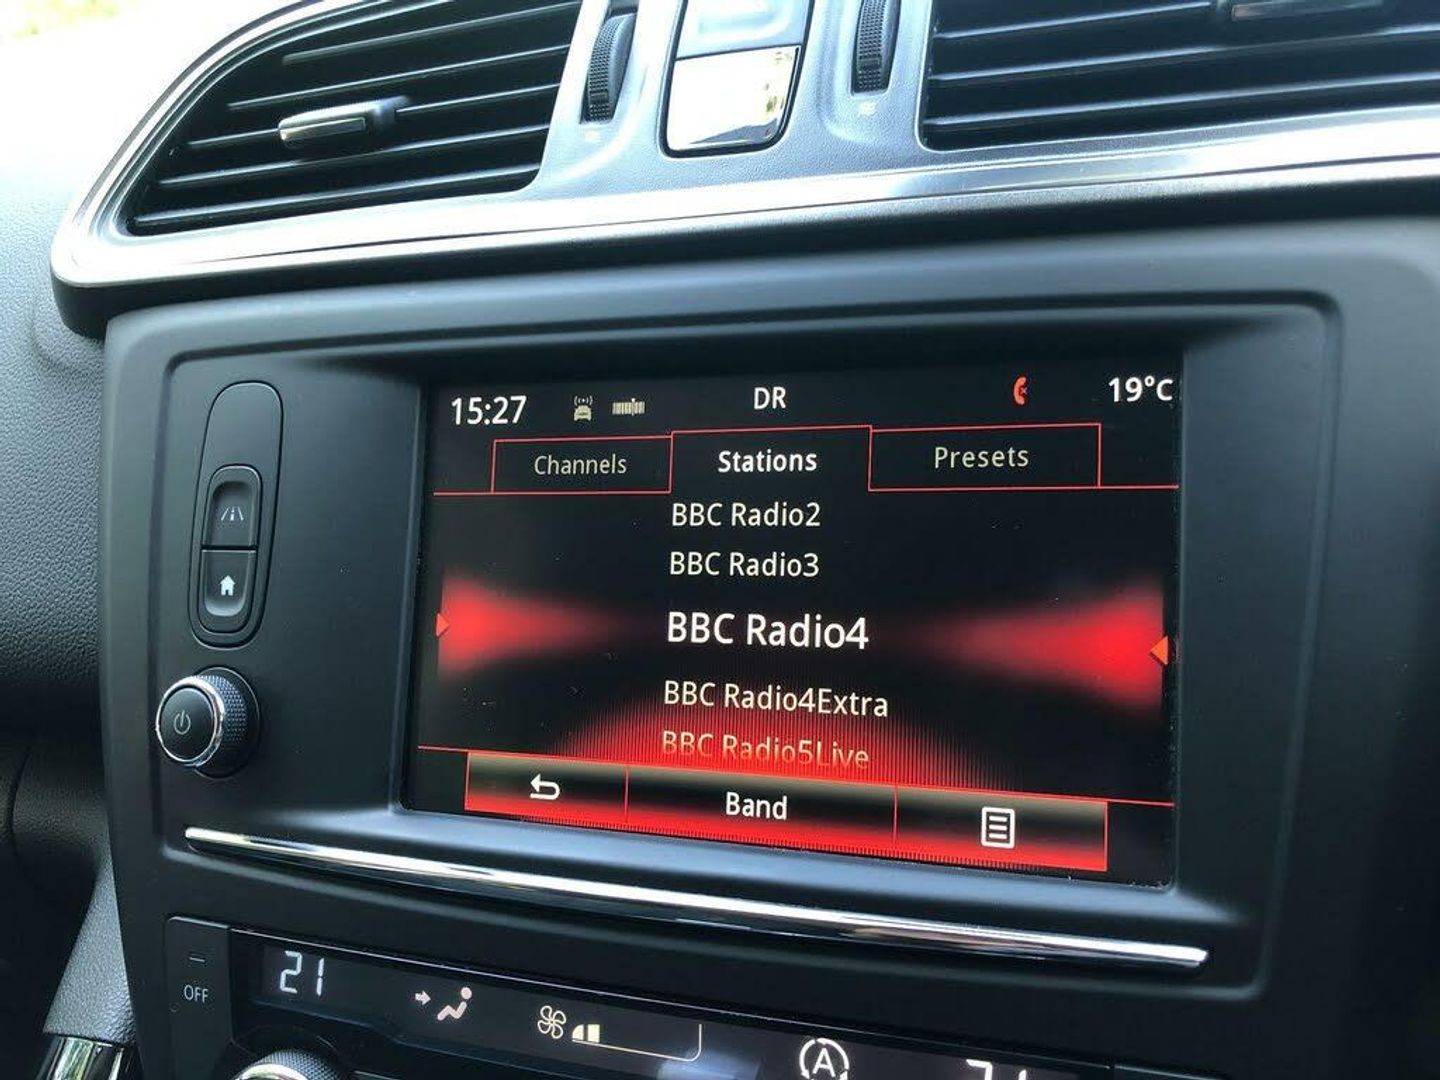 15:27 DR 19°C
Channels Stations Presets
BBC Radio2
BBC Radio3
BBC Radio4
BBC Radio4Extra
BBC Radio5Live
Band
21
OFF
A